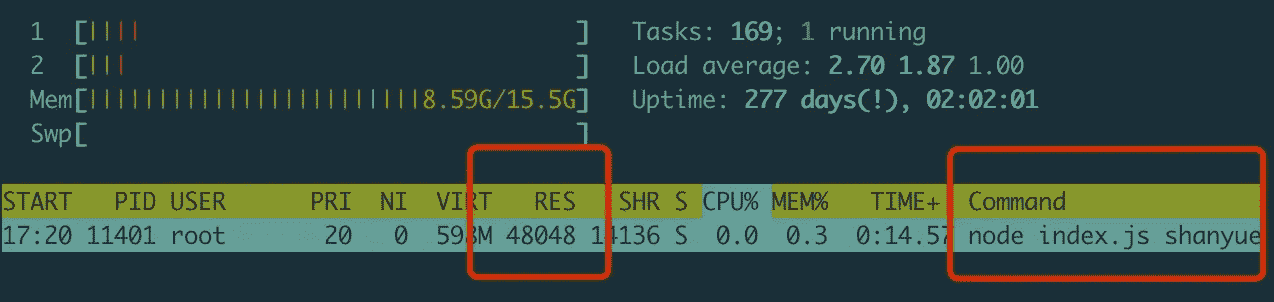 1 [|||| ] Tasks: 169; 1 running
2 [||| ] Load average: 2.70 1.87 1.00
Mem[||||||||||||||||||||||||8.59G/15.5G] Uptime: 277 days(!), 02:02:01
Swp[ ]
START PID USER PRI NI VIRT RES SHR S CPU% MEM% TIME+ Command
17:20 11401 root 20 0 598M 48048 14136 S 0.0 0.3 0:14.57 node index.js shanyue